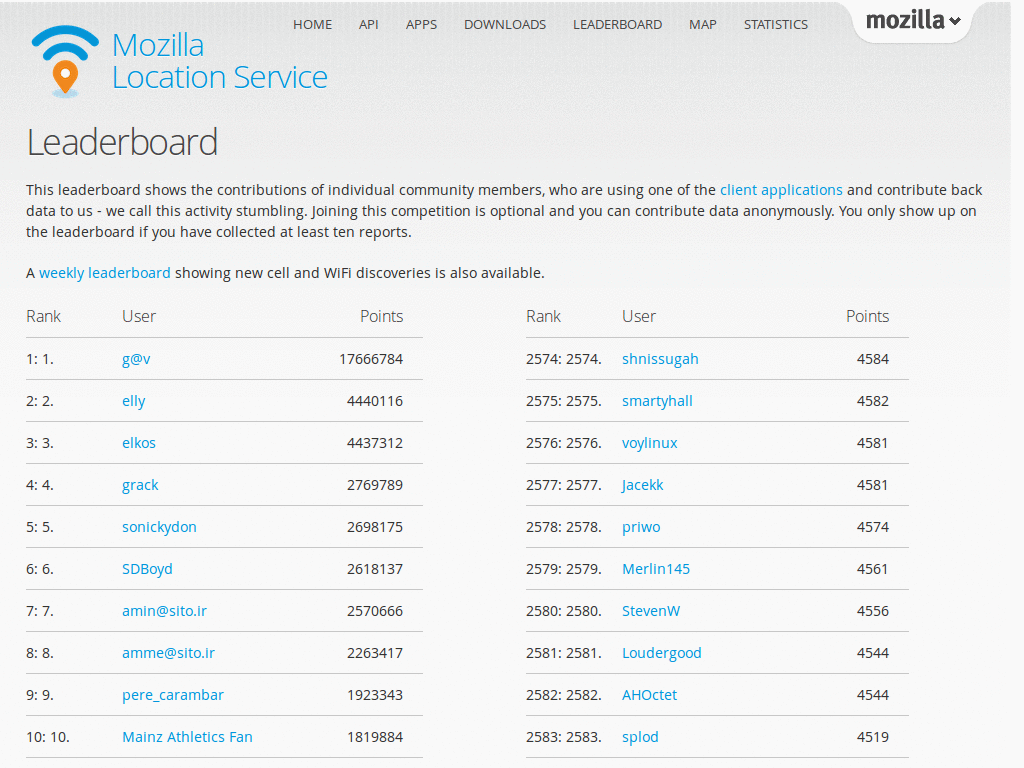 HOME API APPS DOWNLOADS LEADERBOARD MAP STATISTICS
mozilla
Mozilla
Location Service
Leaderboard
This leaderboard shows the contributions of individual community members, who are using one of the client applications and contribute back
data to us - we call this activity stumbling. Joining this competition is optional and you can contribute data anonymously. You only show up on
the leaderboard if you have collected at least ten reports.
A weekly leaderboard showing new cell and WiFi discoveries is also available.
Rank User Points
1: 1. g@v 17666784
2: 2. elly 4440116
3: 3. elkos 4437312
4: 4. grack 2769789
5: 5. sonickydon 2698175
6: 6. SDBoyd 2618137
7: 7. amin@sito.ir 2570666
8: 8. amme@sito.ir 2263417
9: 9. pere_carambar 1923343
10: 10. Mainz Athletics Fan 1819884
Rank User Points
2574: 2574. shnissugah 4584
2575: 2575. smartyhall 4582
2576: 2576. voylinux 4581
2577: 2577. Jacekk 4581
2578: 2578. priwo 4574
2579: 2579. Merlin145 4561
2580: 2580. StevenW 4556
2581: 2581. Loudergood 4544
2582: 2582. AHOctet 4544
2583: 2583. splod 4519